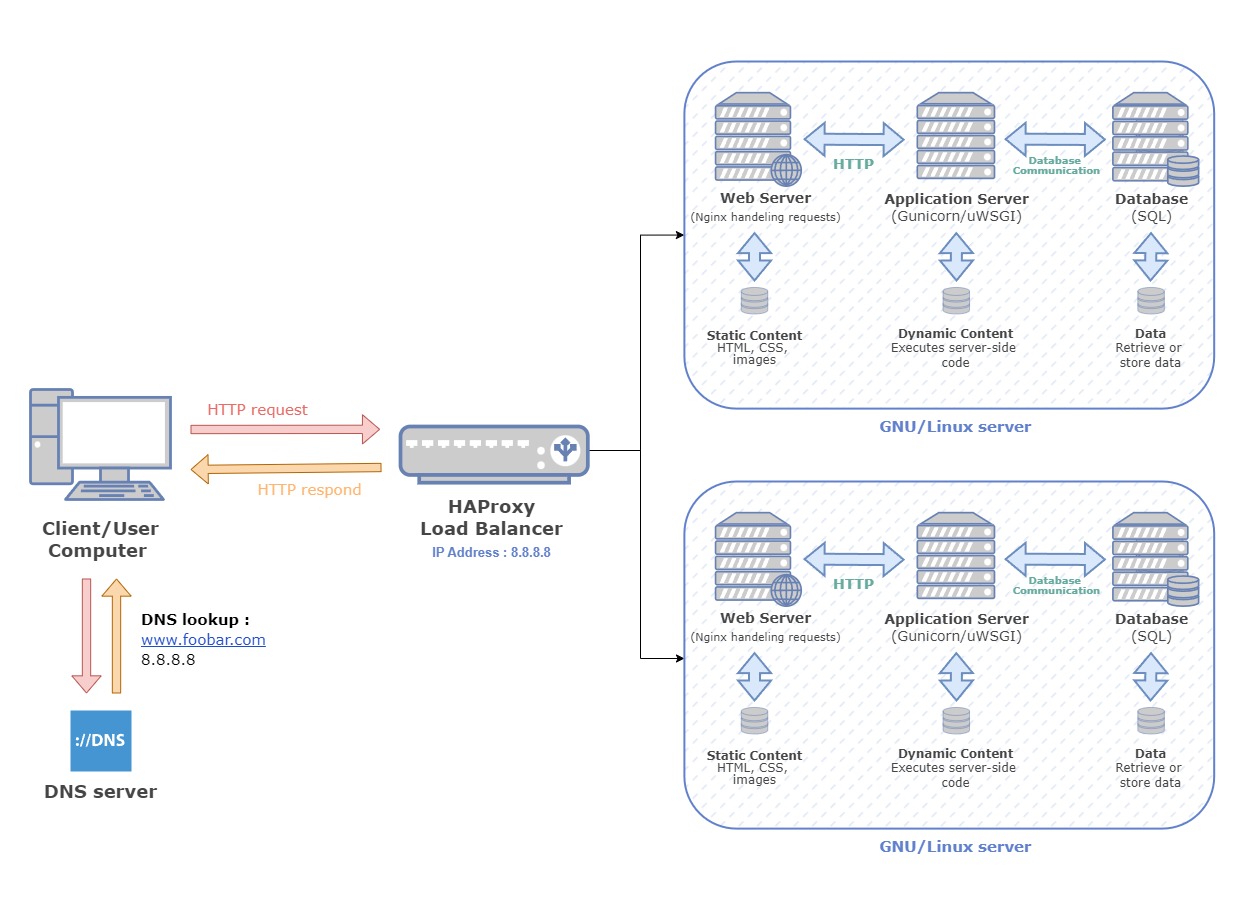 Web Server
(Nginx handeling requests)
HTTP
Application Server
(Gunicorn/uWSGI)
Database
Communication
Database
(SQL)
Static Content
HTML, CSS,
images
Dynamic Content
Executes server-side
code
Data
Retrieve or
store data
GNU/Linux server
HTTP request
HTTP respond
Client/User
Computer
HAProxy
Load Balancer
IP Address : 8.8.8.8
DNS lookup :
www.foobar.com
8.8.8.8
://DNS
DNS server
Web Server
(Nginx handeling requests)
HTTP
Application Server
(Gunicorn/uWSGI)
Database
Communication
Database
(SQL)
Static Content
HTML, CSS,
images
Dynamic Content
Executes server-side
code
Data
Retrieve or
store data
GNU/Linux server